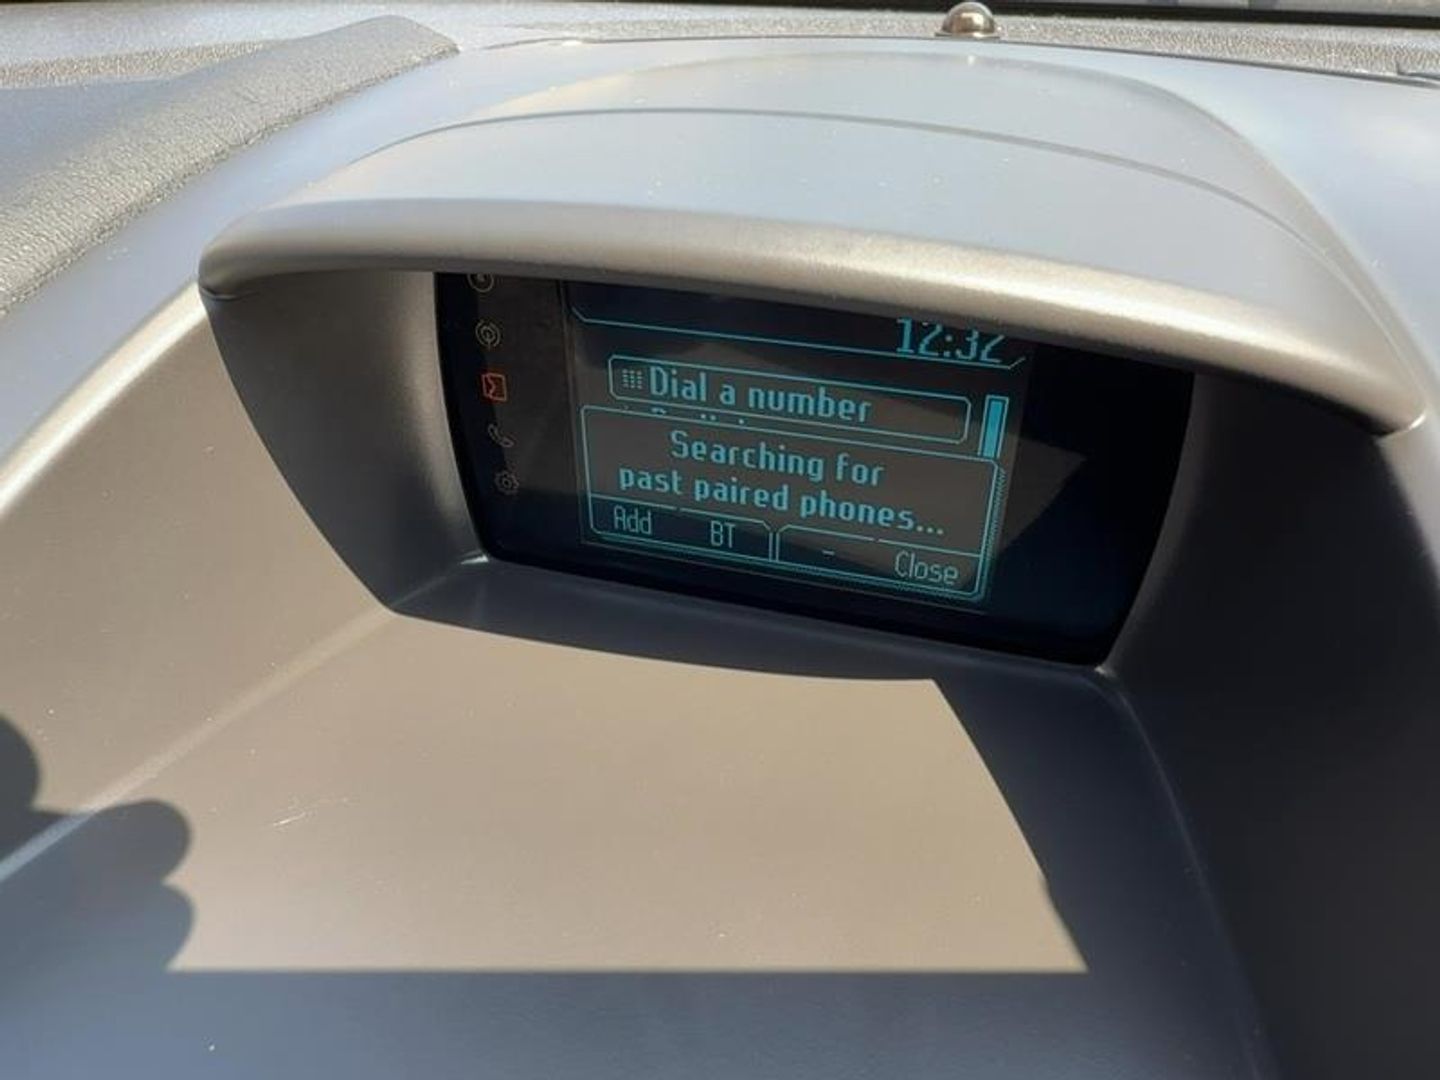 12:32
Dial a number
Searching for
past paired phones...
Add BT - Close